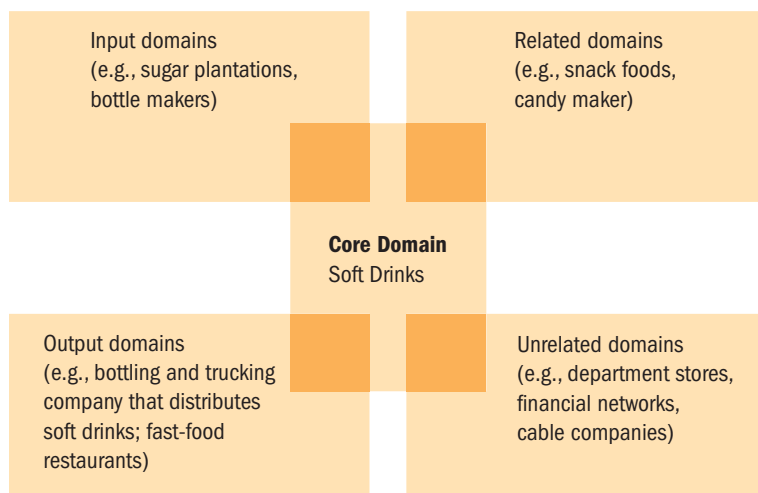 Input domains
(e.g., sugar plantations,
bottle makers)
Related domains
(e.g., snack foods,
candy maker)
Core Domain
Soft Drinks
Output domains
(e.g., bottling and trucking
company that distributes
soft drinks; fast-food
restaurants)
Unrelated domains
(e.g., department stores,
financial networks,
cable companies)